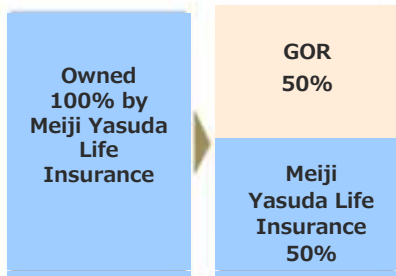 Owned
100% by
Meiji Yasuda
Life
Insurance
GOR
50%
Meiji
Yasuda Life
Insurance
50%